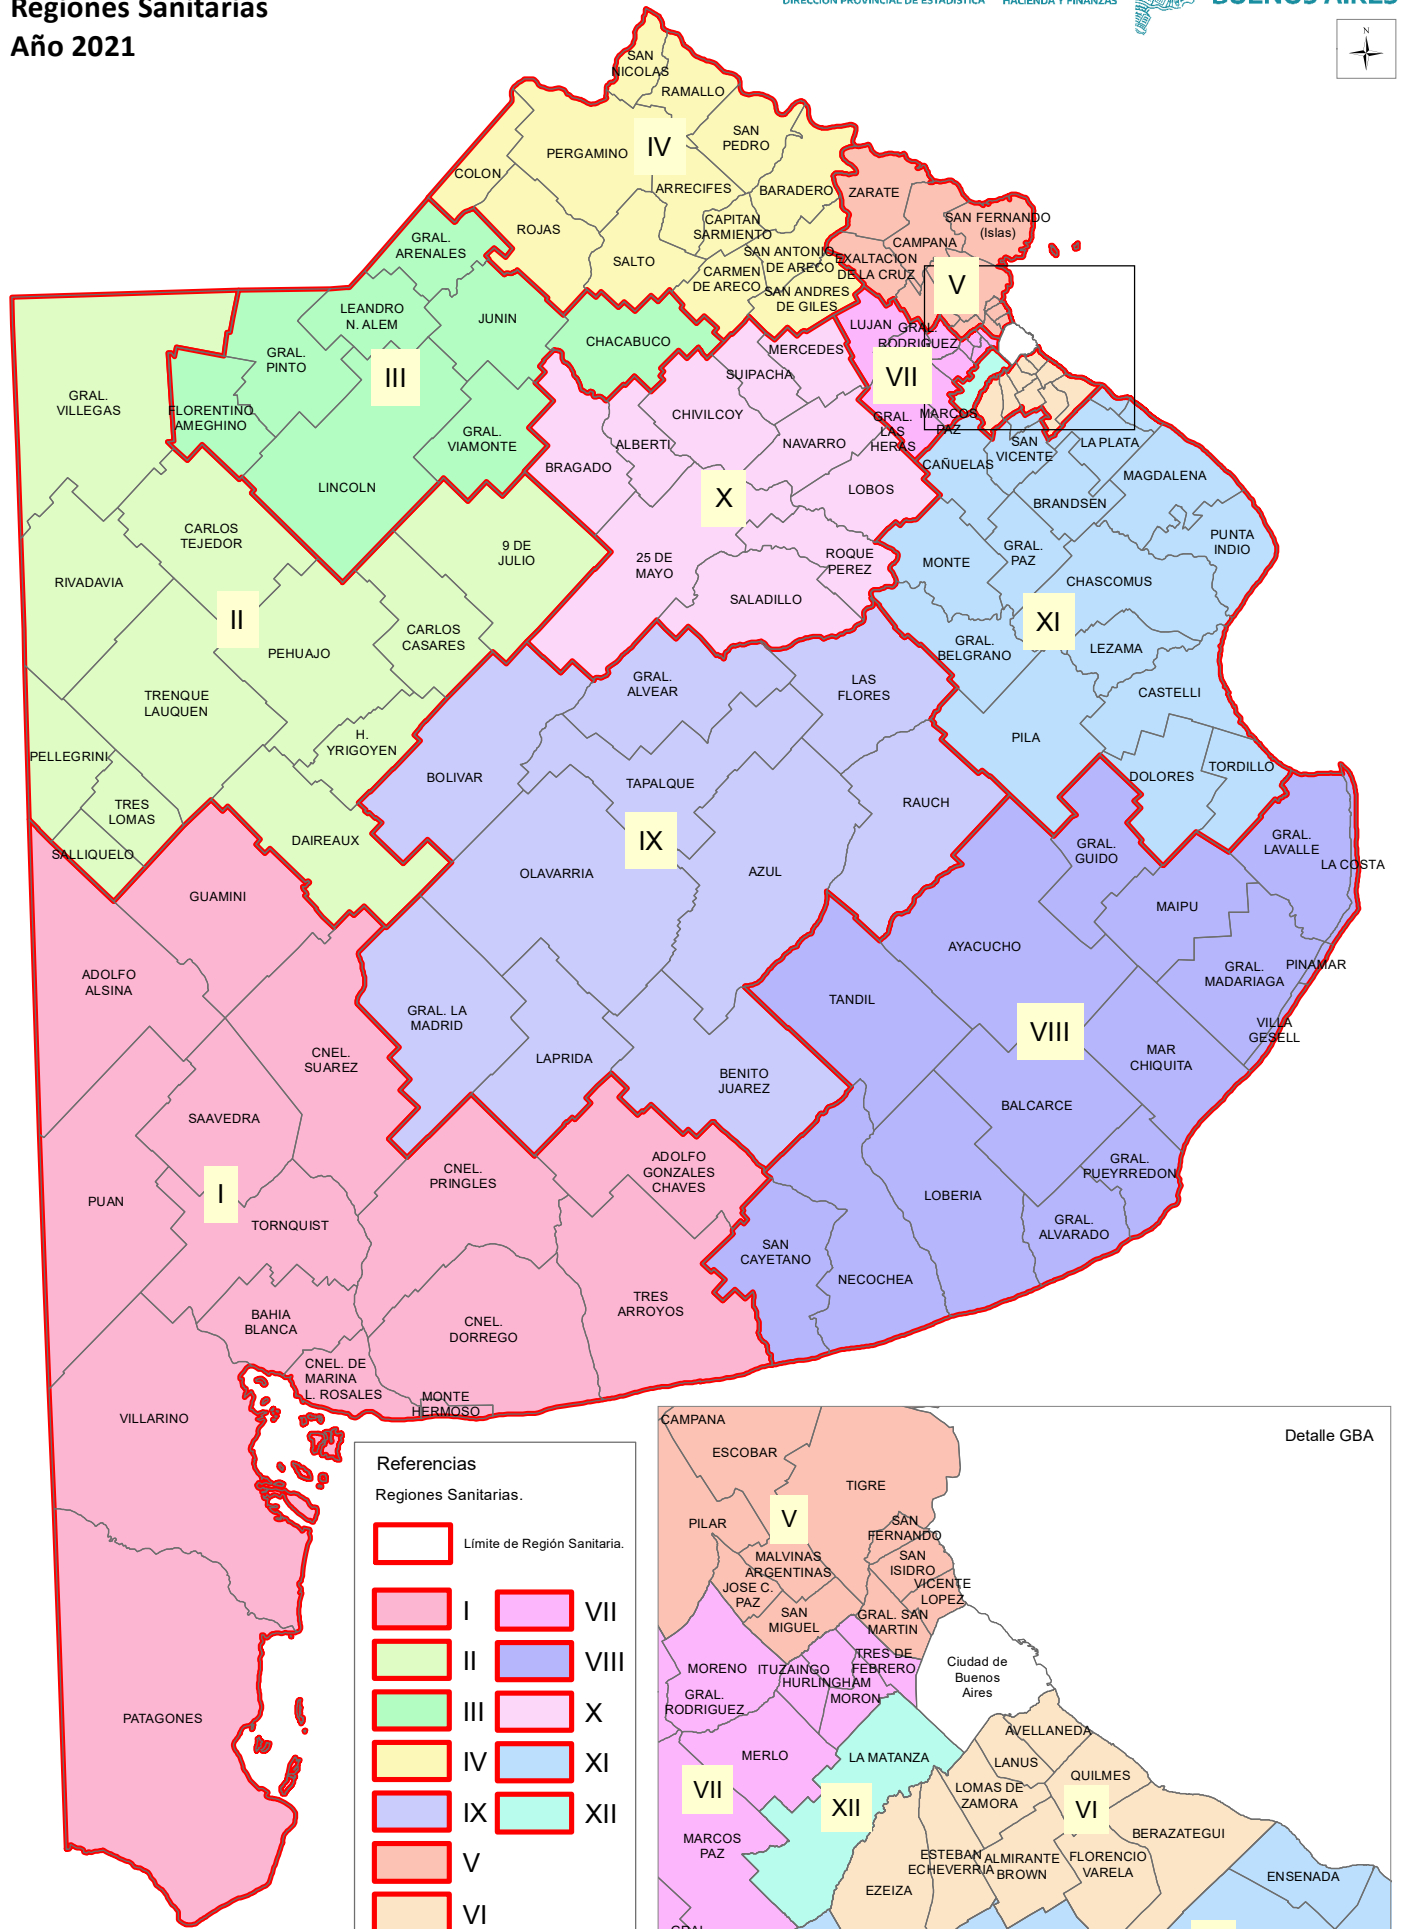 Regiones Sanitarias
Año 2021
DIRECCIÓN PROVINCIAL DE ESTADÍSTICA
HACIENDA Y FINANZAS
BUENOS AIRES
N
SAN
NICOLAS
RAMALLO
SAN
PEDRO
PERGAMINO
IV
COLON
ARRECIFES
BARADERO
ZARATE
CAPITAN
SARMIENTO
SAN FERNANDO
(Islas)
ROJAS
CAMPANA
GRAL.
ARENALES
SALTO
SAN ANTONIO
DE ARECO
EXALTACION
DE LA CRUZ
CARMEN
DE ARECO
SAN ANDRES
DE GILES
V
LEANDRO
N. ALEM
JUNIN
LUJAN
GRAL.
RODRIGUEZ
CHACABUCO
MERCEDES
GRAL.
PINTO
III
SUIPACHA
VII
GRAL.
VILLEGAS
FLORENTINO
AMEGHINO
CHIVILCOY
GRAL.
LAS
HERAS
MARCOS
PAZ
GRAL.
VIAMONTE
ALBERTI
NAVARRO
SAN
VICENTE
LA PLATA
BRAGADO
CAÑUELAS
MAGDALENA
LINCOLN
X
LOBOS
BRANDSEN
CARLOS
TEJEDOR
9 DE
JULIO
25 DE
MAYO
ROQUE
PEREZ
MONTE
GRAL.
PAZ
PUNTA
INDIO
RIVADAVIA
CHASCOMUS
SALADILLO
II
XI
CARLOS
CASARES
PEHUAJO
GRAL.
BELGRANO
LEZAMA
GRAL.
ALVEAR
LAS
FLORES
TRENQUE
LAUQUEN
CASTELLI
H.
YRIGOYEN
PILA
PELLEGRINI
BOLIVAR
TAPALQUE
DOLORES
TORDILLO
TRES
LOMAS
RAUCH
DAIREAUX
IX
GRAL.
GUIDO
GRAL.
LAVALLE
SALLIQUELO
LA COSTA
OLAVARRIA
AZUL
GUAMINI
MAIPU
AYACUCHO
ADOLFO
ALSINA
GRAL.
MADARIAGA
PINAMAR
TANDIL
GRAL. LA
MADRID
VIII
VILLA
GESELL
CNEL.
SUAREZ
LAPRIDA
MAR
CHIQUITA
BENITO
JUAREZ
BALCARCE
SAAVEDRA
ADOLFO
GONZALES
CHAVES
CNEL.
PRINGLES
GRAL.
PUEYRREDON
I
PUAN
LOBERIA
TORNQUIST
GRAL.
ALVARADO
SAN
CAYETANO
NECOCHEA
TRES
ARROYOS
BAHIA
BLANCA
CNEL.
DORREGO
CNEL. DE
MARINA
L. ROSALES
MONTE
HERMOSO
VILLARINO
PATAGONES
Referencias
Regiones Sanitarias.
Límite de Región Sanitaria.
I
VII
II
VIII
III
X
IV
XI
IX
XII
V
VI
Detalle GBA
CAMPANA
ESCOBAR
TIGRE
PILAR
V
SAN
FERNANDO
MALVINAS
ARGENTINAS
SAN
ISIDRO
JOSE C.
PAZ
VICENTE
LOPEZ
SAN
MIGUEL
GRAL. SAN
MARTIN
TRES DE
FEBRERO
MORENO
ITUZAINGO
HURLINGHAM
Ciudad de
Buenos
Aires
GRAL.
RODRIGUEZ
MORON
AVELLANEDA
MERLO
LA MATANZA
LANUS
QUILMES
VII
LOMAS DE
ZAMORA
XII
VI
BERAZATEGUI
MARCOS
PAZ
ESTEBAN
ECHEVERRIA
ALMIRANTE
BROWN
FLORENCIO
VARELA
ENSENADA
EZEIZA